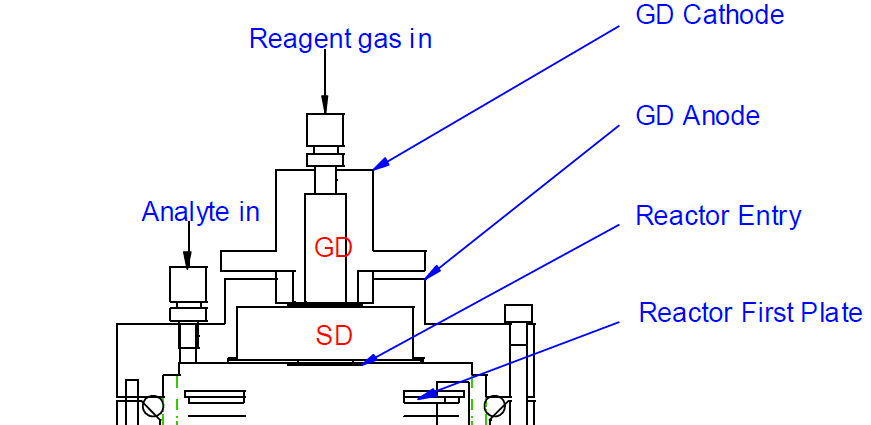 GD Cathode
Reagent gas in
GD Anode
Analyte in
Reactor Entry
GD
Reactor First Plate
SD